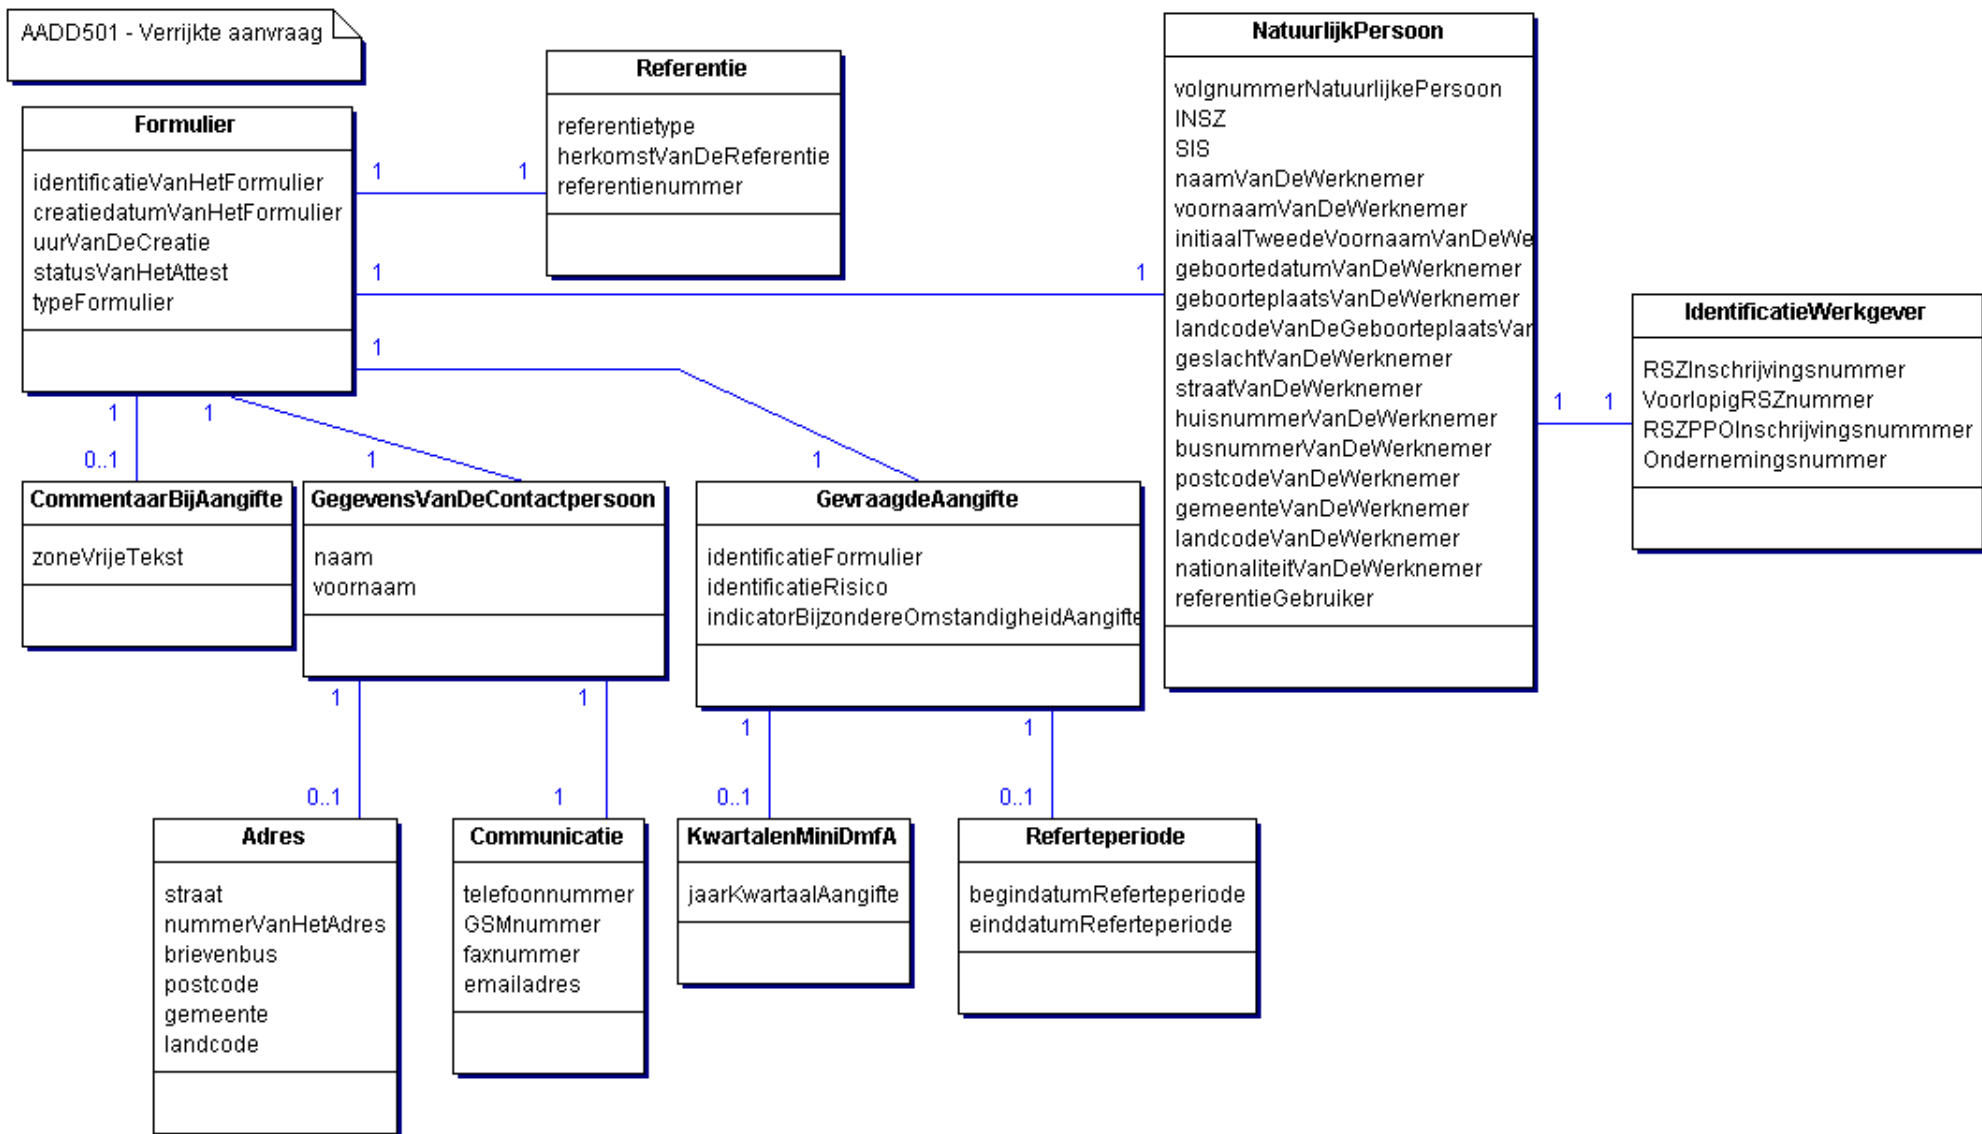 AADD501 - Verrijkte aanvraag
Formulier
identificatieVanHetFormulier
creatiedatumVanHetFormulier
uurVanDeCreatie
statusVanHetAttest
typeFormulier
1
1
Referentie
referentietype
herkomstVanDeReferentie
referentienummer
1
1
NatuurlijkPersoon
volgnummerNatuurlijkePersoon
INSZ
SIS
naamVanDeWerknemer
voornaamVanDeWerknemer
initiaalTweedeVoornaamVanDeWe
geboortedatumVanDeWerknemer
geboorteplaatsVanDeWerknemer
landcodeVanDeGeboorteplaatsVar
geslachtVanDeWerknemer
straatVanDeWerknemer
huisnummerVanDeWerknemer
busnummerVanDeWerknemer
postcodeVanDeWerknemer
gemeenteVanDeWerknemer
landcodeVanDeWerknemer
nationaliteitVanDeWerknemer
referentieGebruiker
1
1
IdentificatieWerkgever
RSZInschrijvingsnummer
VoorlopigRSZnummer
RSZPPOInschrijvingsnummmer
Ondernemingsnummer
1
0..1
CommentaarBijAangifte
zoneVrijeTekst
1
1
GegevensVanDeContactpersoon
naam
voornaam
1
1
GevraagdeAangifte
identificatieFormulier
identificatieRisico
indicatorBijzondereOmstandigheidAangifte
1
0..1
Adres
straat
nummerVanHetAdres
brievenbus
postcode
gemeente
landcode
1
1
Communicatie
telefoonnummer
GSMnummer
faxnummer
emailadres
1
0..1
KwartalenMiniDmfA
jaarKwartaalAangifte
1
0..1
Referteperiode
begindatumReferteperiode
einddatumReferteperiode